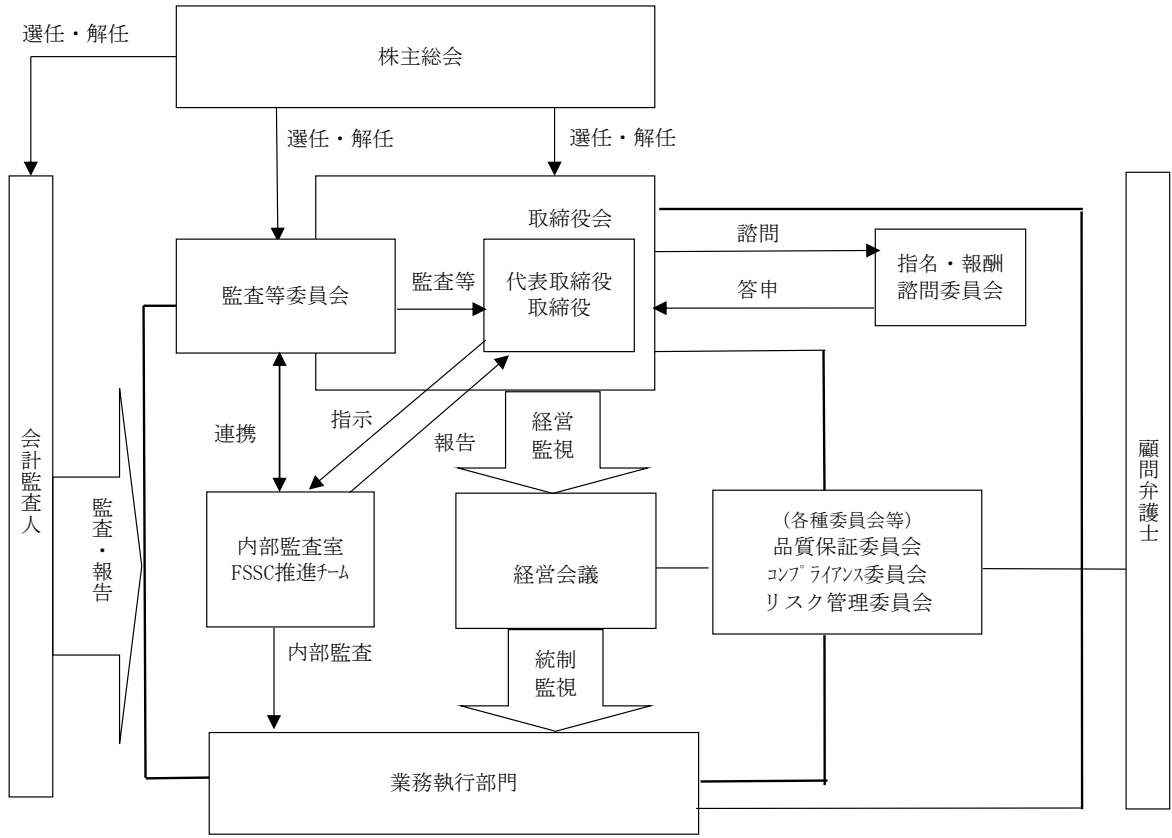 選任・解任
株主総会
選任・解任
選任・解任
取締役会
諮問
指名・報酬
諮問委員会
答申
監査等委員会
監査等
代表取締役
取締役
会計監査人
監査・報告
連携
指示
報告
経営
監視
顧問弁護士
内部監査室
FSSC推進ﾁｰﾑ
経営会議
(各種委員会等)
品質保証委員会
ｺﾝﾌﾟﾗｲｱﾝｽ委員会
リスク管理委員会
内部監査
統制
監視
業務執行部門